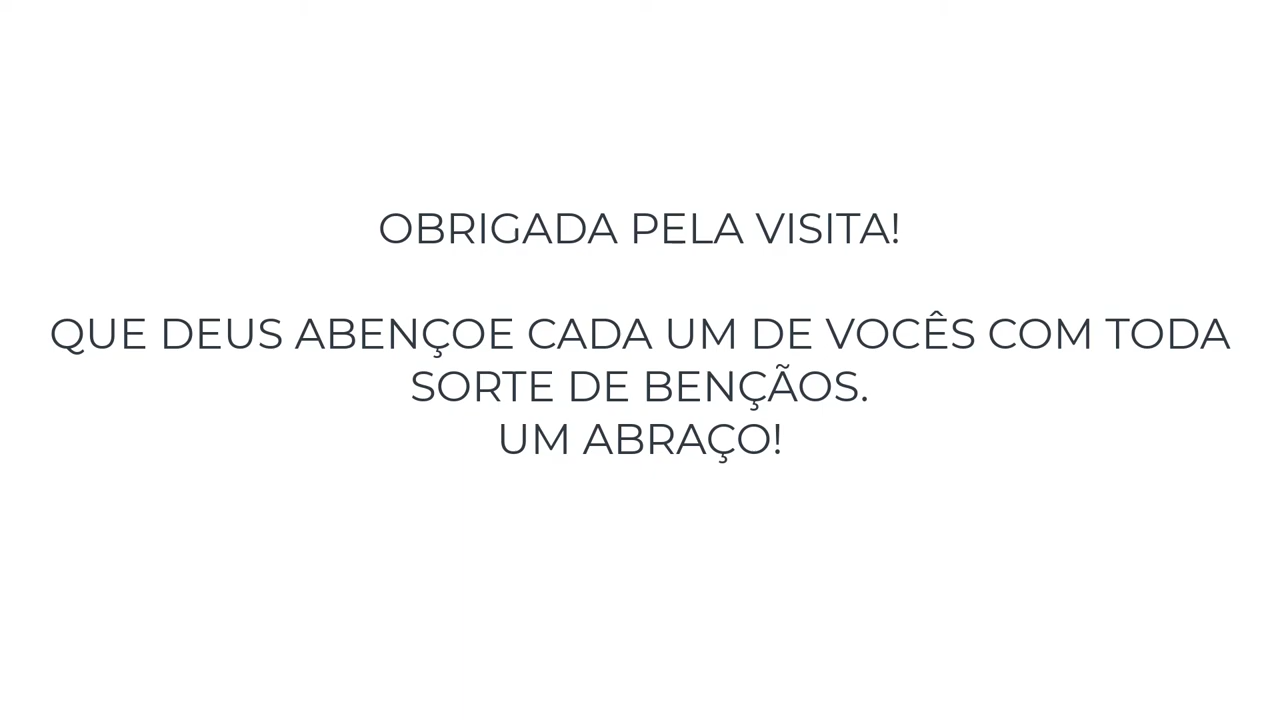 OBRIGADA PELA VISITA!
QUE DEUS ABENÇOE CADA UM DE VOCÊS COM TODA
SORTE DE BENÇÃOS.
UM ABRAÇO!